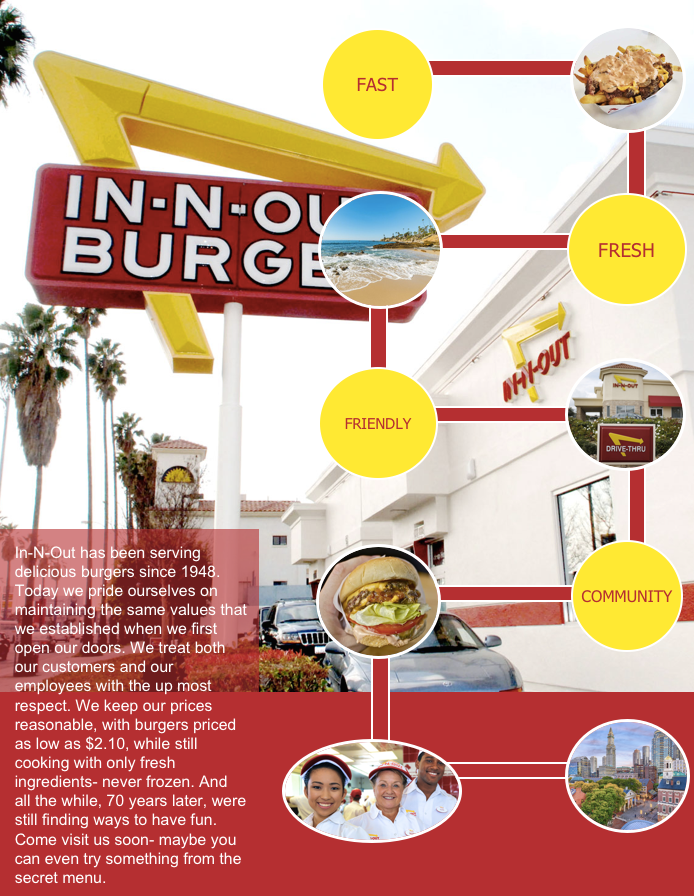 FAST
IN-N-OU
BURGE
FRESH
IN-N-OUT
FRIENDLY
IN-N-OUT
DRIVE-THRU
COMMUNITY
In-N-Out has been serving
delicious burgers since 1948.
Today we pride ourselves on
maintaining the same values that
we established when we first
open our doors. We treat both
our customers and our
employees with the up most
respect. We keep our prices
reasonable, with burgers priced
as low as $2.10, while still
cooking with only fresh
ingredients- never frozen. And
all the while, 70 years later, were
still finding ways to have fun.
Come visit us soon- maybe you
can even try something from the
secret menu.